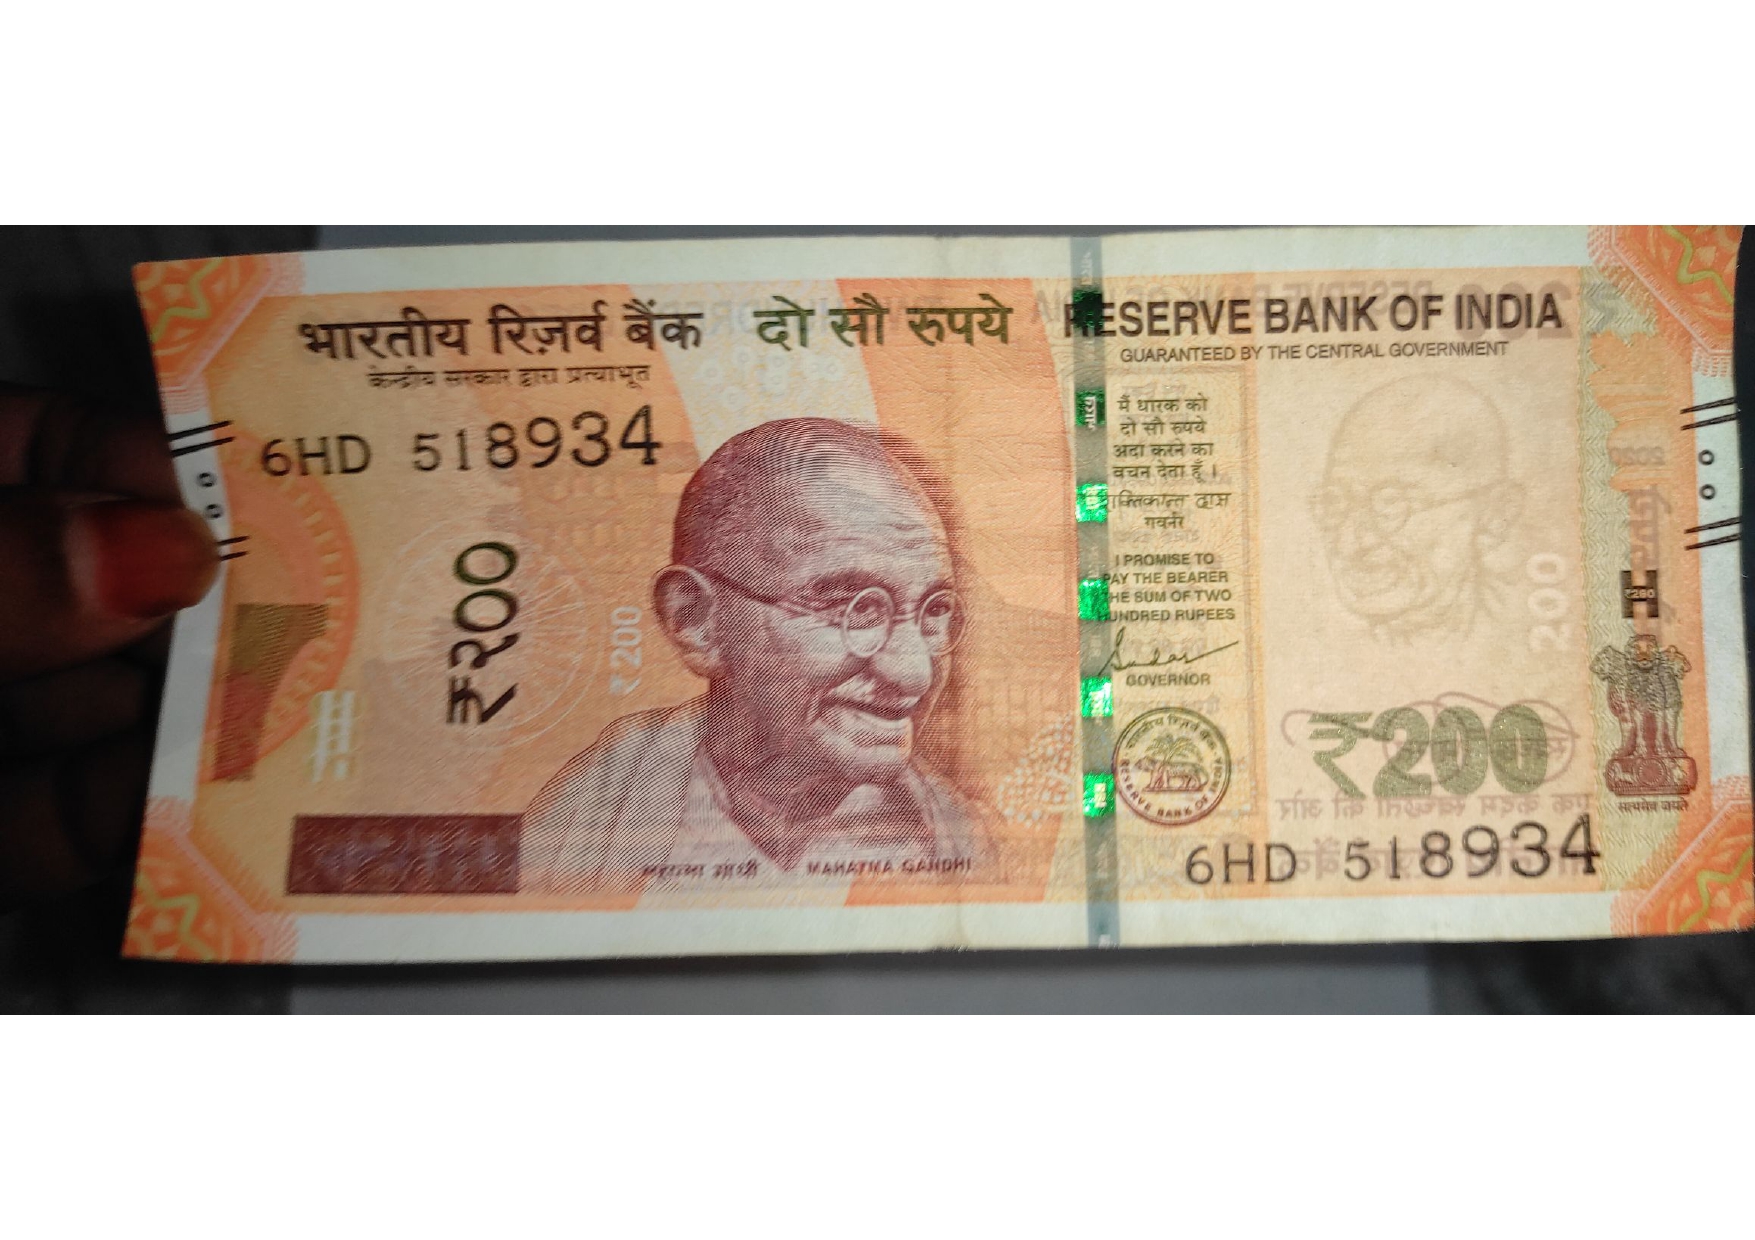 भारतीय रिज़र्व बैंक दो सौ रुपये
RESERVE BANK OF INDIA
केन्द्रीय सरकार द्वारा प्रत्याभूत
GUARANTEED BY THE CENTRAL GOVERNMENT
6HD 518934
मैं धारक को
दो सौ रुपये
अदा करने का
वचन देता हूँ ।
शक्तिकान्त दास
गवर्नर
I PROMISE TO
PAY THE BEARER
THE SUM OF TWO
HUNDRED RUPEES
GOVERNOR
₹२००
₹200
200
₹200
सत्यमेव जयते
RESERVE BANK OF INDIA
महात्मा गांधी MAHATMA GANDHI
6HD 518934